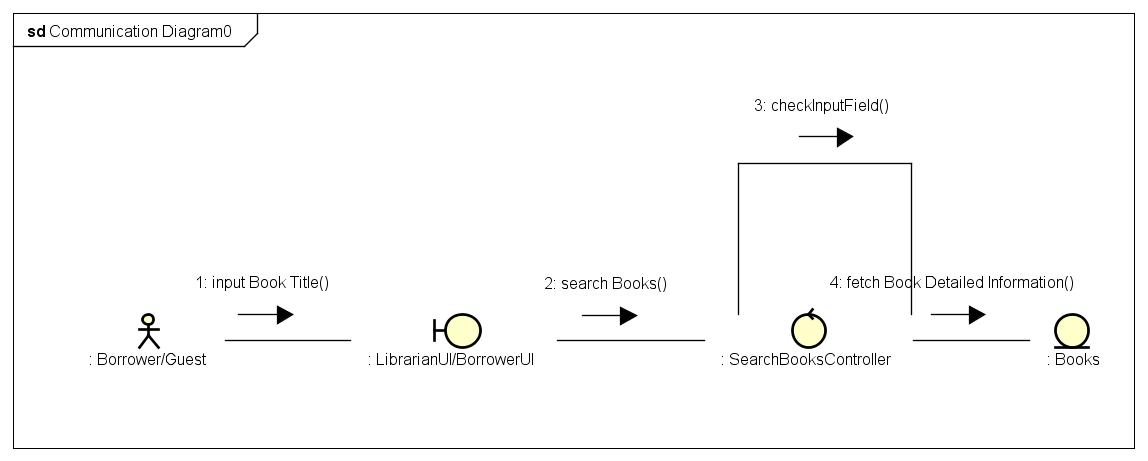 sd Communication Diagram0
3: checkInputField()
1: input Book Title()
2: search Books()
4: fetch Book Detailed Information()
: Borrower/Guest
: LibrarianUI/BorrowerUI
: SearchBooksController
: Books